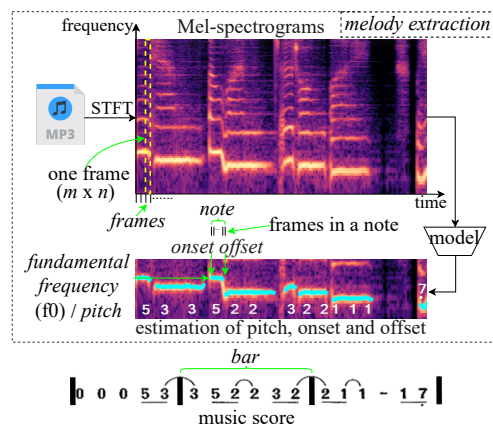 frequency Mel-spectrograms melody extraction
MP3
STFT
one frame
(m x n)
frames
......
time
note
frames in a note
onset offset
model
fundamental
frequency
(f0) / pitch
5 3 5 2 2 3 2 2 1 1 1 7
estimation of pitch, onset and offset
bar
0 0 0 5 3 3 5 2 2 3 2 2 1 1 - 1 7
music score